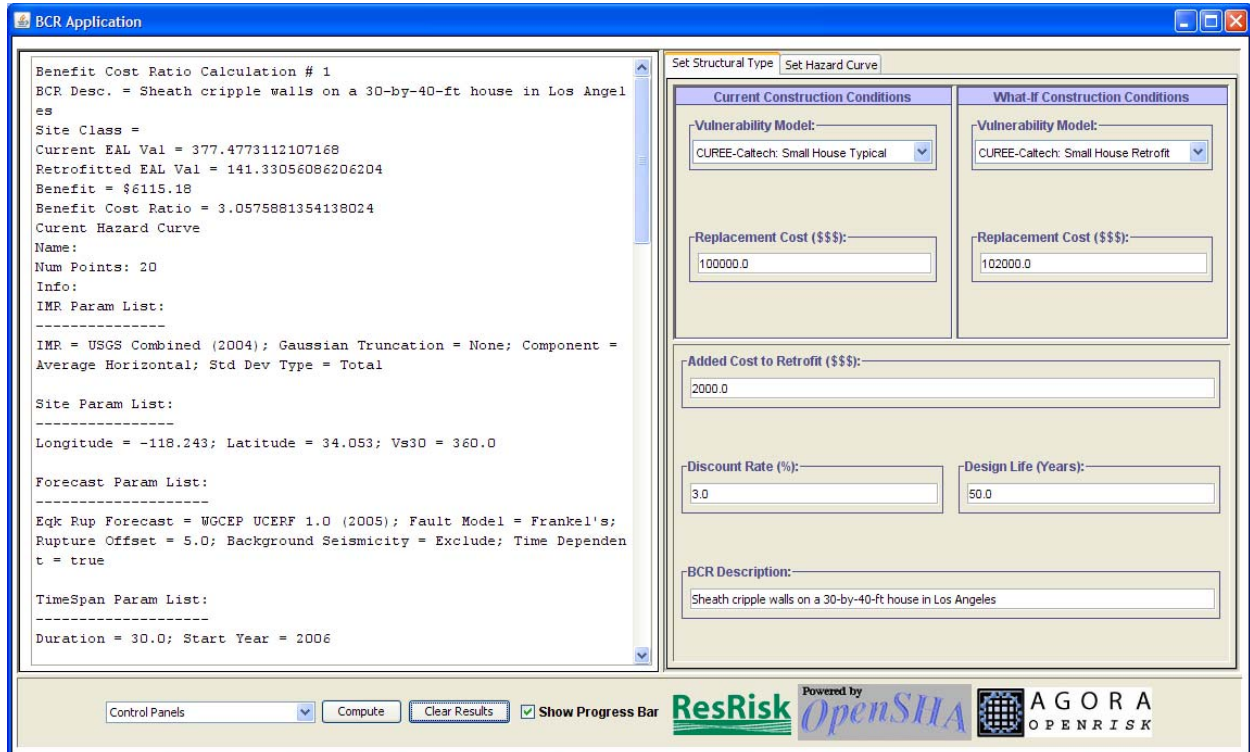 BCR Application
Benefit Cost Ratio Calculation # 1
BCR Desc. = Sheath cripple walls on a 30-by-40-ft house in Los Angel
es
Site Class =
Current EAL Val = 377.4773112107168
Retrofitted EAL Val = 141.33056086206204
Benefit = $6115.18
Benefit Cost Ratio = 3.0575881354138024
Curent Hazard Curve
Name:
Num Points: 20
Info:
IMR Param List:
---------------
IMR = USGS Combined (2004); Gaussian Truncation = None; Component =
Average Horizontal; Std Dev Type = Total
Site Param List:
----------------
Longitude = -118.243; Latitude = 34.053; Vs30 = 360.0
Forecast Param List:
--------------------
Eqk Rup Forecast = WGCEP UCERF 1.0 (2005); Fault Model = Frankel's;
Rupture Offset = 5.0; Background Seismicity = Exclude; Time Dependen
t = true
TimeSpan Param List:
--------------------
Duration = 30.0; Start Year = 2006
Set Structural Type
Set Hazard Curve
Current Construction Conditions
Vulnerability Model:
CUREE-Caltech: Small House Typical
Replacement Cost ($$$):
100000.0
What-If Construction Conditions
Vulnerability Model:
CUREE-Caltech: Small House Retrofit
Replacement Cost ($$$):
102000.0
Added Cost to Retrofit ($$$):
2000.0
Discount Rate (%):
3.0
Design Life (Years):
50.0
BCR Description:
Sheath cripple walls on a 30-by-40-ft house in Los Angeles
Control Panels
Compute
Clear Results
Show Progress Bar
ResRisk
Powered by
OpenSHA
AGORA
OPENRISK